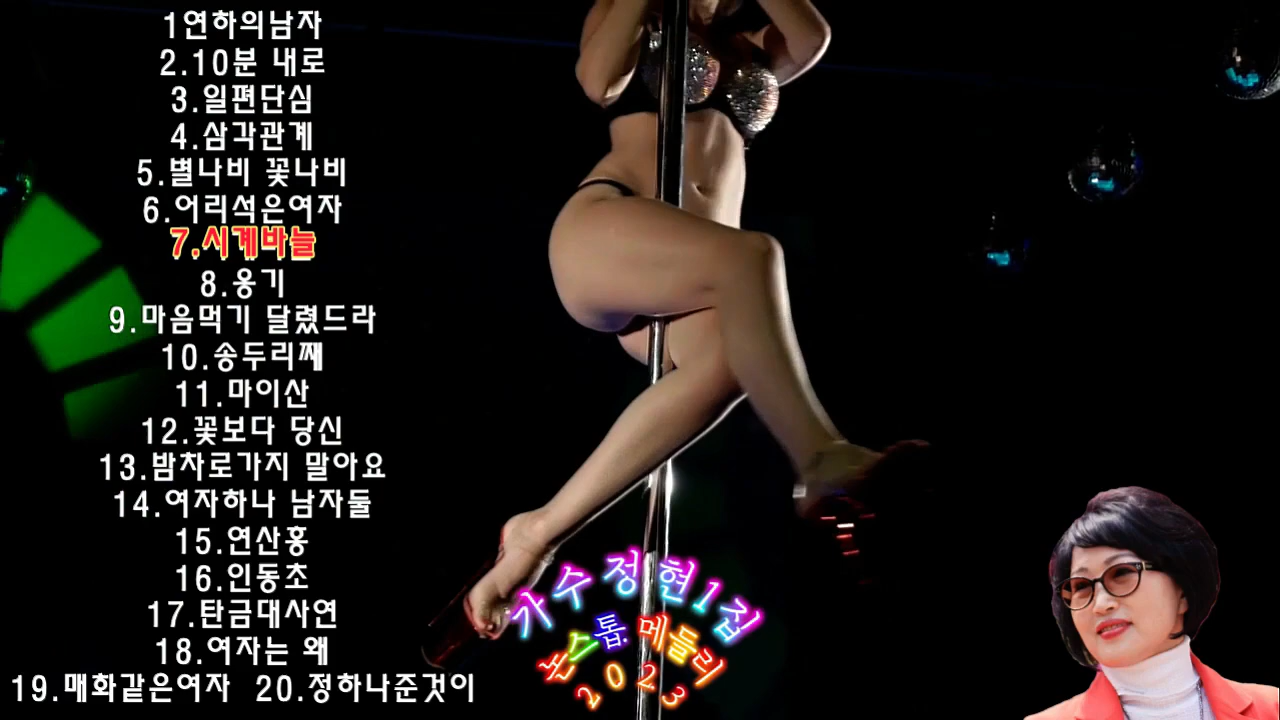 1연하의남자
2.10분 내로
3.일편단심
4.삼각관계
5.별나비 꽃나비
6.어리석은여자
7.시계바늘
8.옹기
9.마음먹기 달렸드라
10.송두리째
11.마이산
12.꽃보다 당신
13.밤차로가지 말아요
14.여자하나 남자둘
15.연산홍
16.인동초
17.탄금대사연
18.여자는 왜
19.매화같은여자 20.정하나준것이
가수정현1집
논스톱 메들리
2023